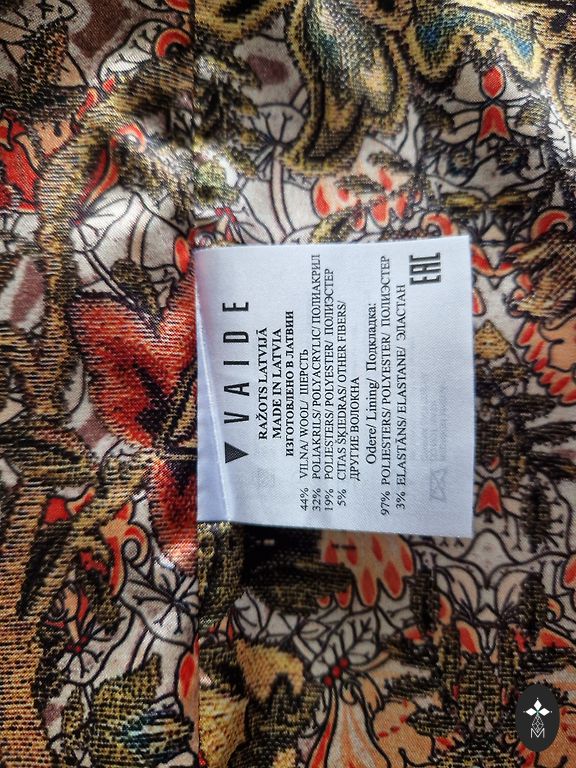 VAIDE
RAŽOTS LATVIJĀ
MADE IN LATVIA
ИЗГОТОВЛЕНО В ЛАТВИИ
44% VILNA/ WOOL/ ШЕРСТЬ
32% POLIAKRILS/ POLYACRYLIC/ ПОЛИАКРИЛ
19% POLIESTERS/ POLYESTER/ ПОЛИЭСТЕР
5% CITAS ŠĶIEDRAS/ OTHER FIBERS/
ДРУГИЕ ВОЛОКНА
Odere/ Lining/ Подкладка:
97% POLIESTERS/ POLYESTER/ ПОЛИЭСТЕР
3% ELASTĀNS/ ELASTANE/ ЭЛАСТАН
EAC
M